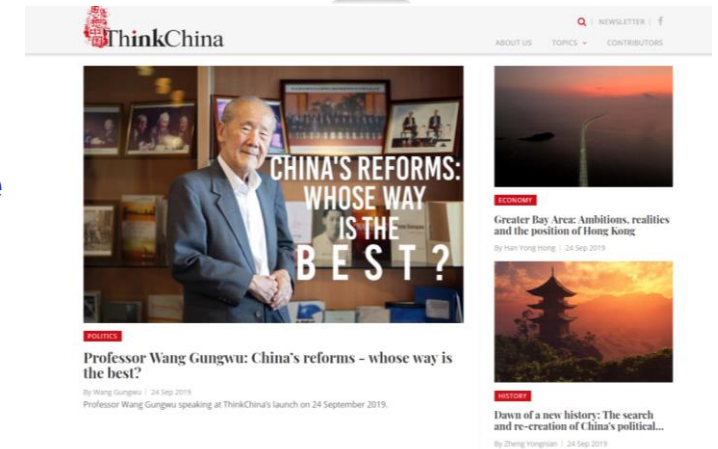 ThinkChina
NEWSLETTER
ABOUT US
TOPICS
CONTRIBUTORS
CHINA'S REFORMS:
WHOSE WAY
IS THE
BEST?
POLITICS
Professor Wang Gungwu: China's reforms - whose way is
the best?
By Wang Gungwu | 24 Sep 2019
Professor Wang Gungwu speaking at ThinkChina's launch on 24 September 2019.
ECONOMY
Greater Bay Area: Ambitions, realities
and the position of Hong Kong
By Han Yong Hong | 24 Sep 2019
HISTORY
Dawn of a new history: The search
and re-creation of China's political...
By Zheng Yongnian | 24 Sep 2019